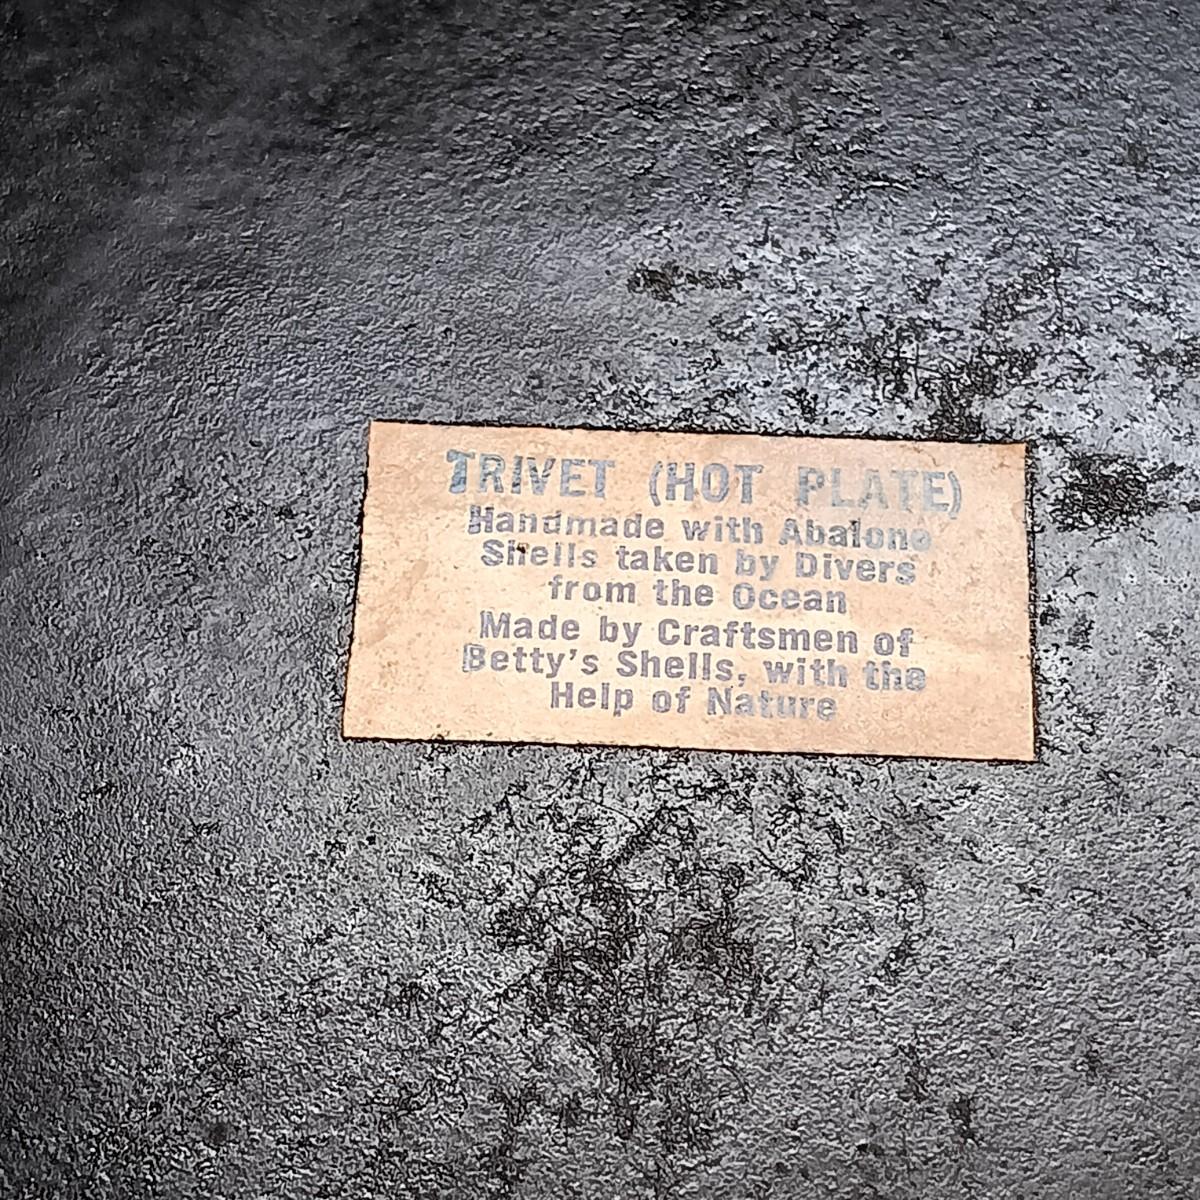 TRIVET (HOT PLATE)
Handmade with Abalone
Shells taken by Divers
from the Ocean
Made by Craftsmen of
Betty's Shells, with the
Help of Nature